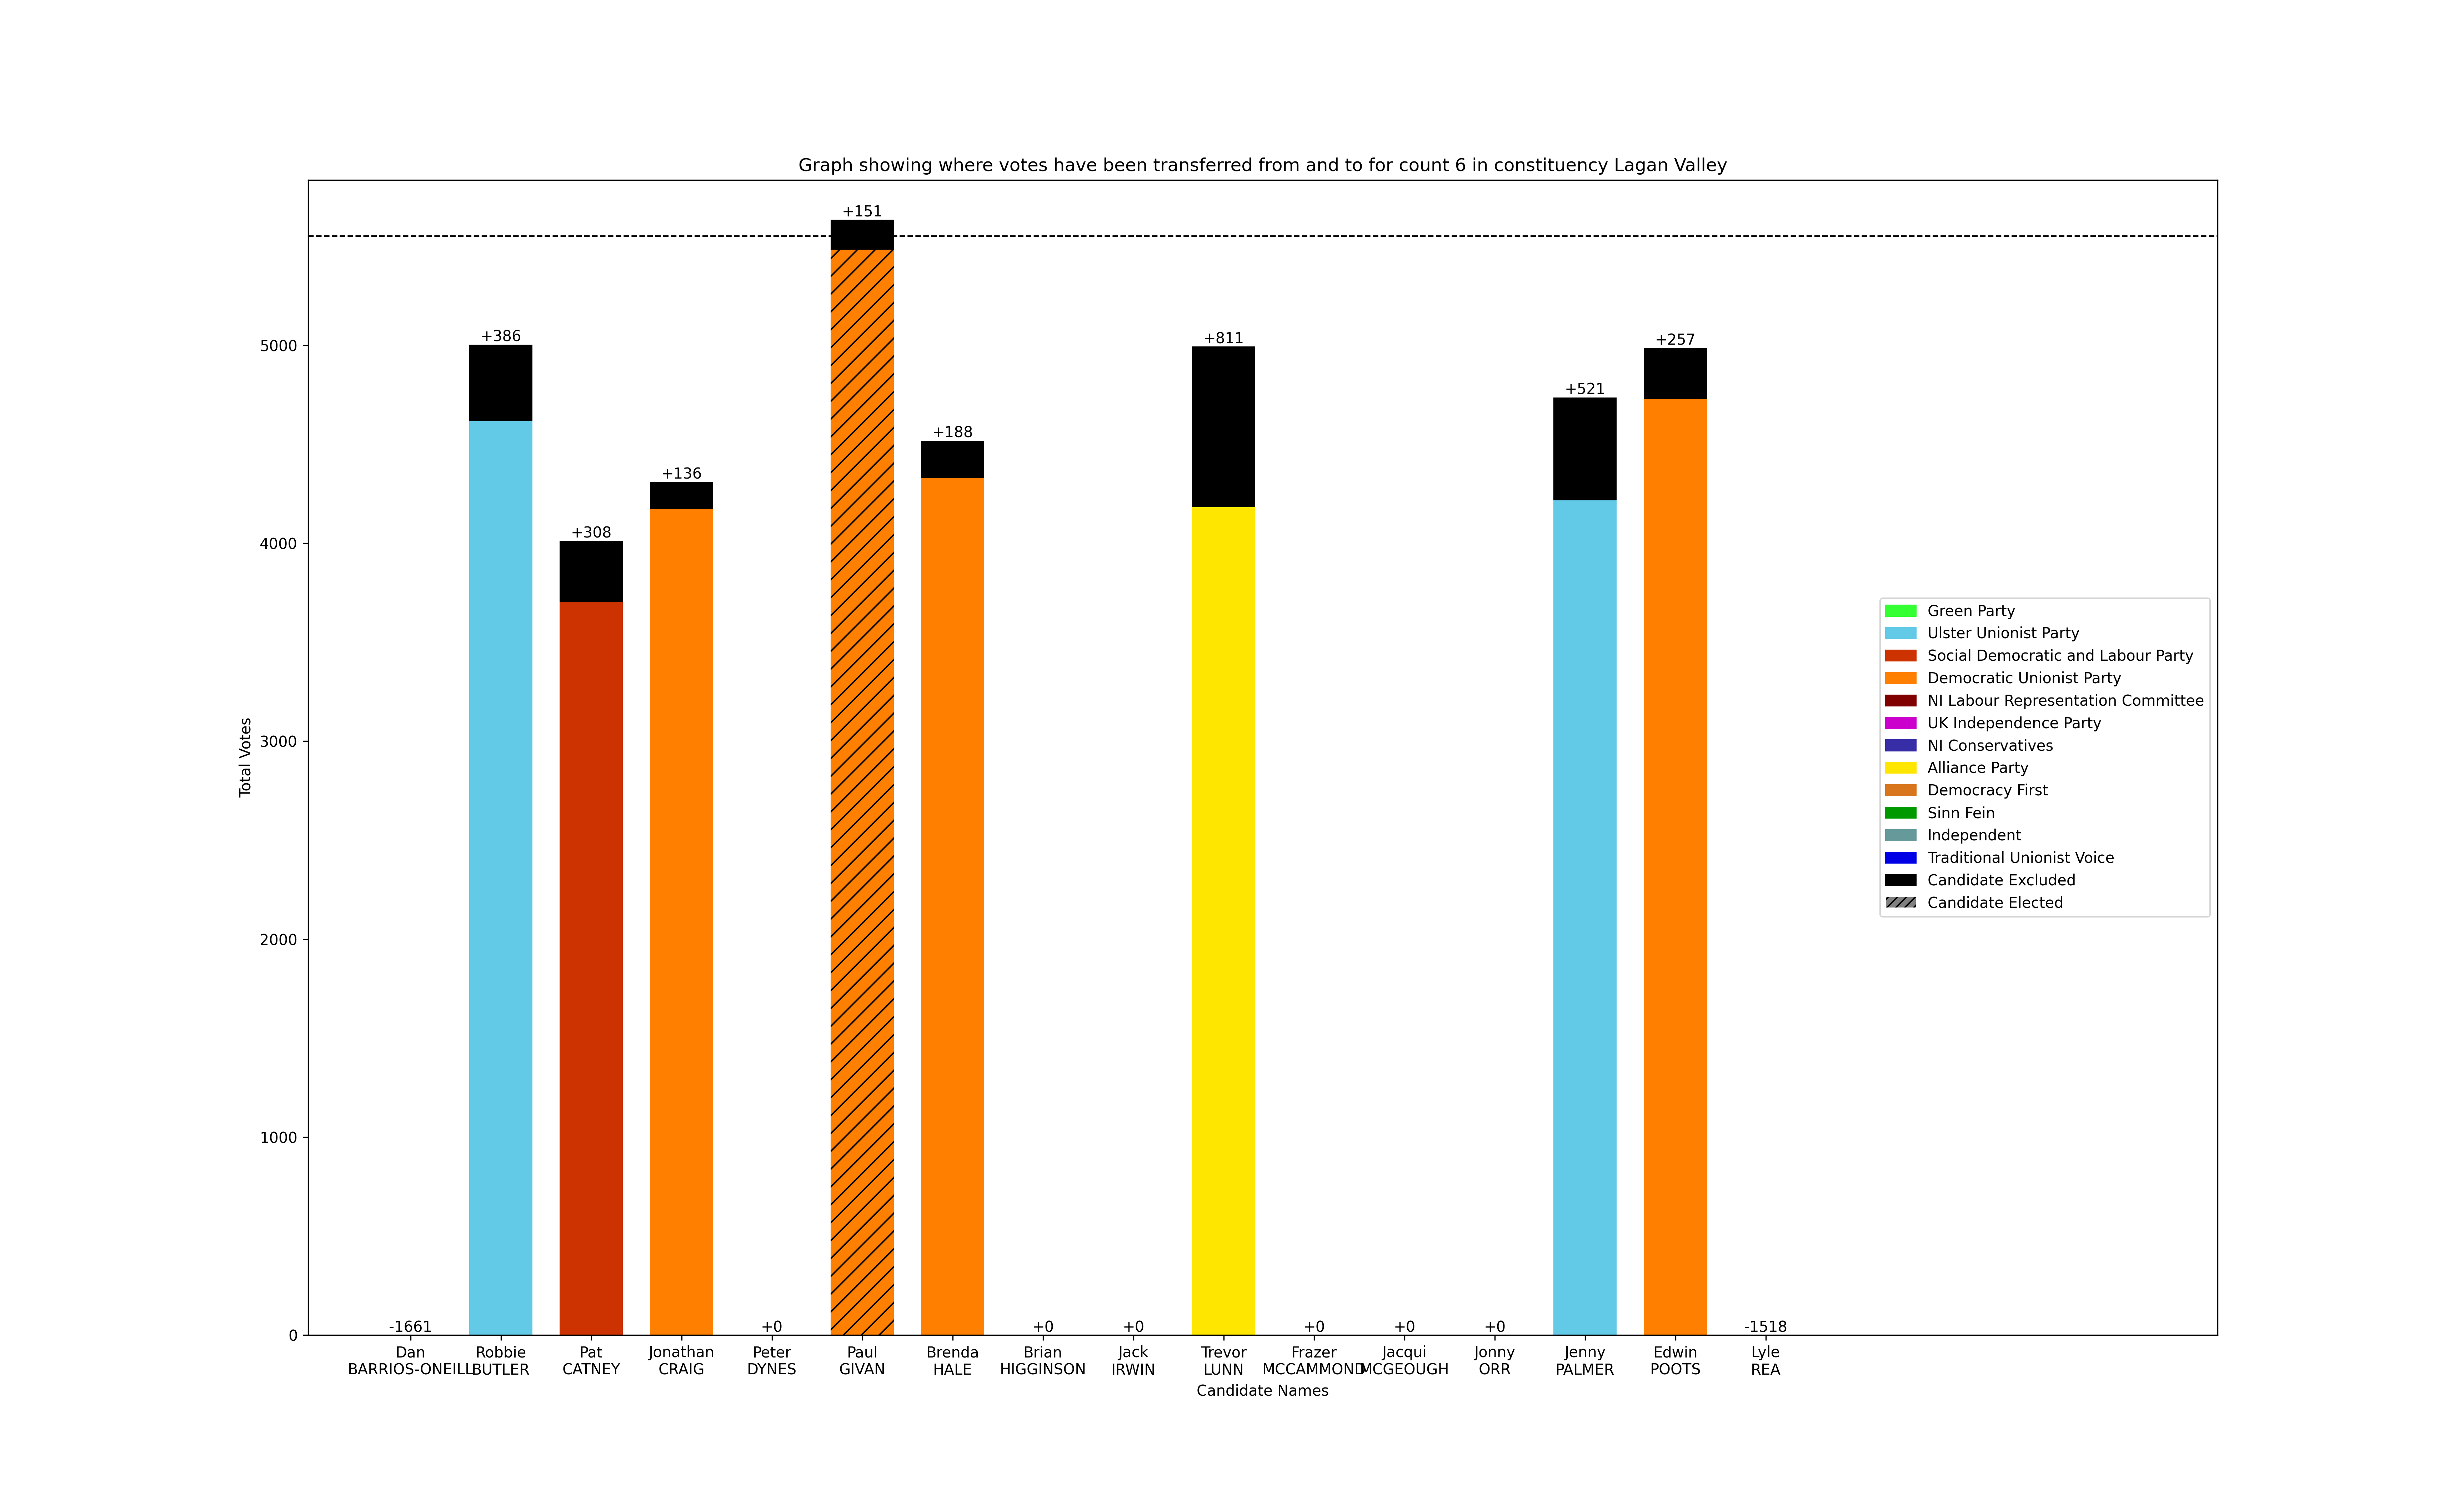 Graph showing where votes have been transferred from and to for count 6 in constituency Lagan Valley
Total Votes
5000
4000
3000
2000
1000
0
-1661
+386
+308
+136
+0
+151
+188
+0
+0
+811
+0
+0
+0
+521
+257
-1518
Dan
BARRIOS-ONEILL
Robbie
BUTLER
Pat
CATNEY
Jonathan
CRAIG
Peter
DYNES
Paul
GIVAN
Brenda
HALE
Brian
HIGGINSON
Jack
IRWIN
Trevor
LUNN
Frazer
MCCAMMOND
Jacqui
MCGEOUGH
Jonny
ORR
Jenny
PALMER
Edwin
POOTS
Lyle
REA
Candidate Names
Green Party
Ulster Unionist Party
Social Democratic and Labour Party
Democratic Unionist Party
NI Labour Representation Committee
UK Independence Party
NI Conservatives
Alliance Party
Democracy First
Sinn Fein
Independent
Traditional Unionist Voice
Candidate Excluded
Candidate Elected